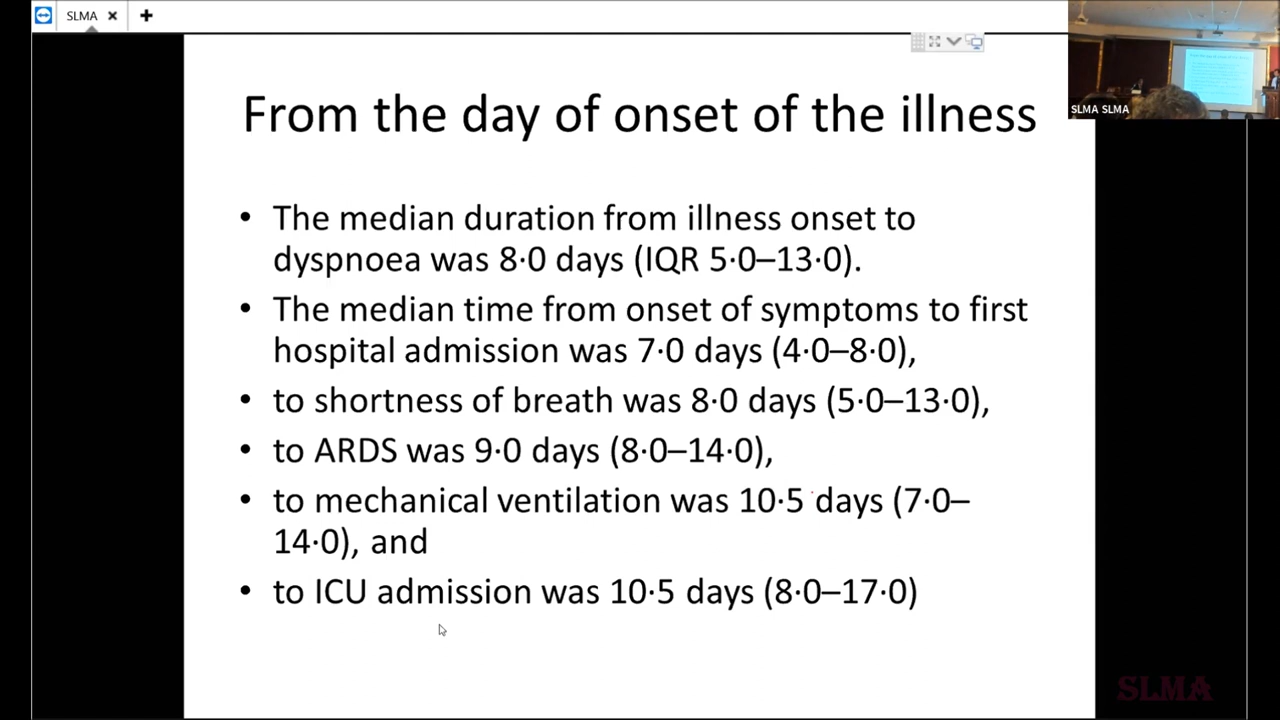 SLMA
SLMA SLMA
From the day of onset of the illness
• The median duration from illness onset to
dyspnoea was 8·0 days (IQR 5·0–13·0).
• The median time from onset of symptoms to first
hospital admission was 7·0 days (4·0–8·0),
• to shortness of breath was 8·0 days (5·0–13·0),
• to ARDS was 9·0 days (8·0–14·0),
• to mechanical ventilation was 10·5 days (7·0–
14·0), and
• to ICU admission was 10·5 days (8·0–17·0)
SLMA